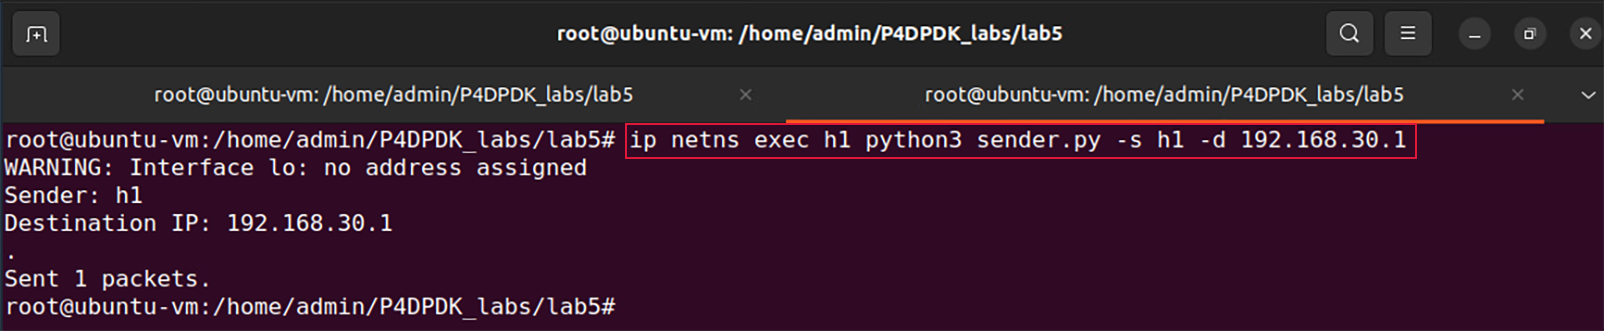 root@ubuntu-vm: /home/admin/P4DPDK_labs/lab5
root@ubuntu-vm: /home/admin/P4DPDK_labs/lab5 root@ubuntu-vm: /home/admin/P4DPDK_labs/lab5
root@ubuntu-vm:/home/admin/P4DPDK_labs/lab5# ip netns exec h1 python3 sender.py -s h1 -d 192.168.30.1
WARNING: Interface lo: no address assigned
Sender: h1
Destination IP: 192.168.30.1
.
Sent 1 packets.
root@ubuntu-vm:/home/admin/P4DPDK_labs/lab5#